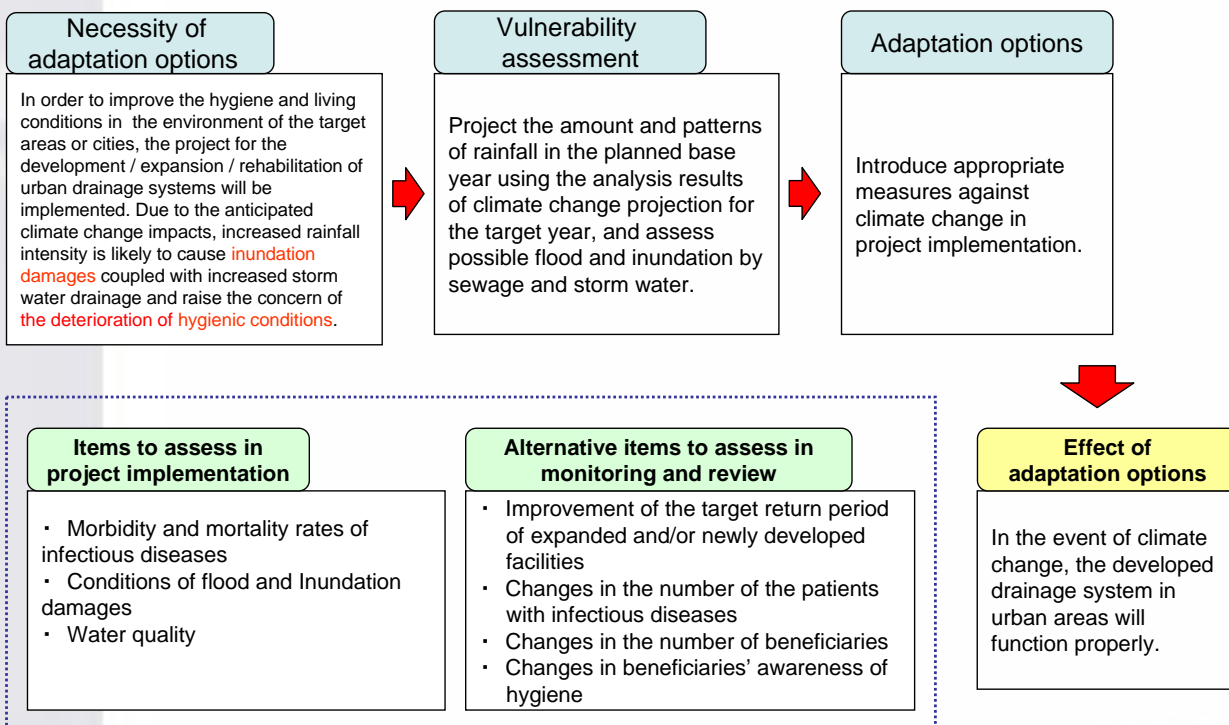 Necessity of
adaptation options
In order to improve the hygiene and living
conditions in the environment of the target
areas or cities, the project for the
development / expansion / rehabilitation of
urban drainage systems will be
implemented. Due to the anticipated
climate change impacts, increased rainfall
intensity is likely to cause inundation
damages coupled with increased storm
water drainage and raise the concern of
the deterioration of hygienic conditions.
Vulnerability
assessment
Project the amount and patterns
of rainfall in the planned base
year using the analysis results
of climate change projection for
the target year, and assess
possible flood and inundation by
sewage and storm water.
Adaptation options
Introduce appropriate
measures against
climate change in
project implementation.
Items to assess in
project implementation
・ Morbidity and mortality rates of
infectious diseases
・ Conditions of flood and Inundation
damages
・ Water quality
Alternative items to assess in
monitoring and review
・ Improvement of the target return period
of expanded and/or newly developed
facilities
・ Changes in the number of the patients
with infectious diseases
・ Changes in the number of beneficiaries
・ Changes in beneficiaries' awareness of
hygiene
Effect of
adaptation options
In the event of climate
change, the developed
drainage system in
urban areas will
function properly.